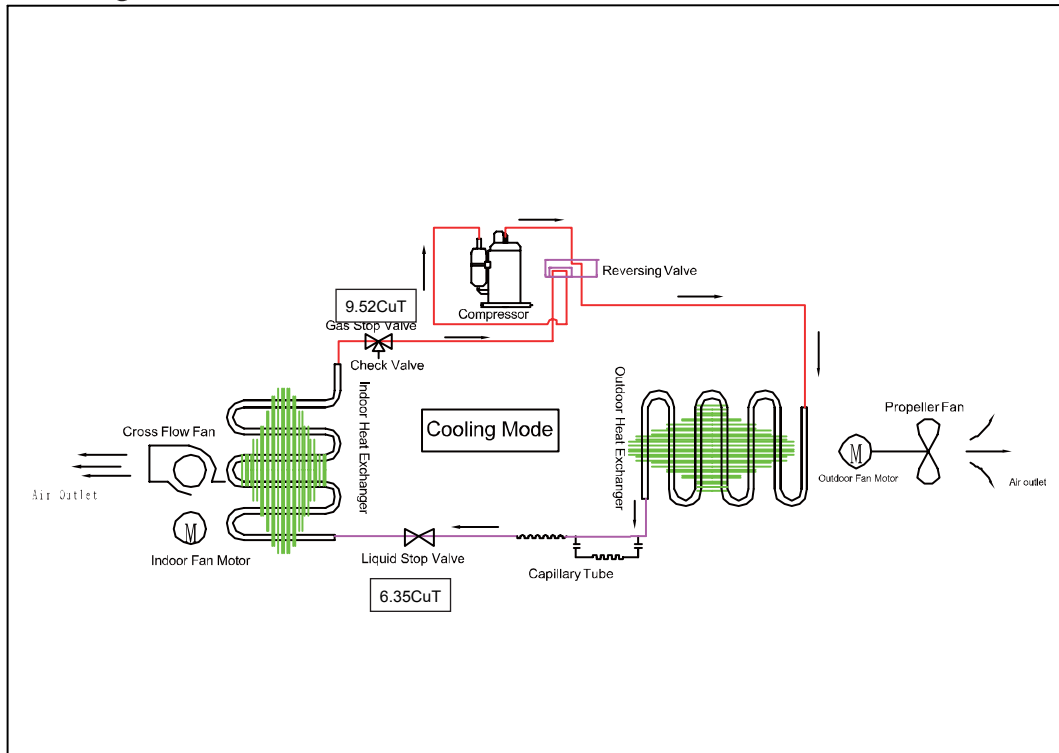 Reversing Valve
Compressor
9.52CuT
Gas Stop Valve
Check Valve
Indoor Heat Exchanger
Outdoor Heat Exchanger
Cooling Mode
Cross Flow Fan
Air Outlet
M
Indoor Fan Motor
Propeller Fan
M
Outdoor Fan Motor
Air outlet
Liquid Stop Valve
Capillary Tube
6.35CuT